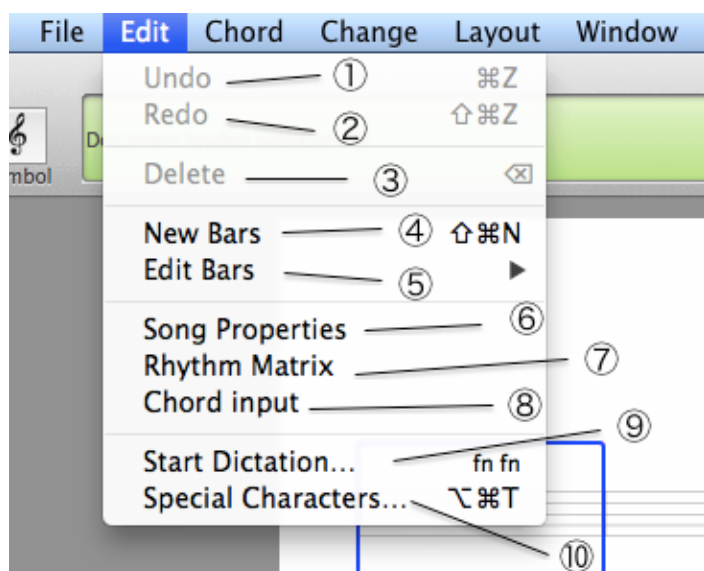 File Edit Chord Change Layout Window
Undo ① ⌘Z
Redo ② ⇧⌘Z
mbol
Delete ③ ⌫
New Bars ④ ⇧⌘N
Edit Bars ⑤ ▶
Song Properties ⑥
Rhythm Matrix ⑦
Chord input ⑧
Start Dictation... ⑨ fn fn
Special Characters... ⑩ ⌥⌘T